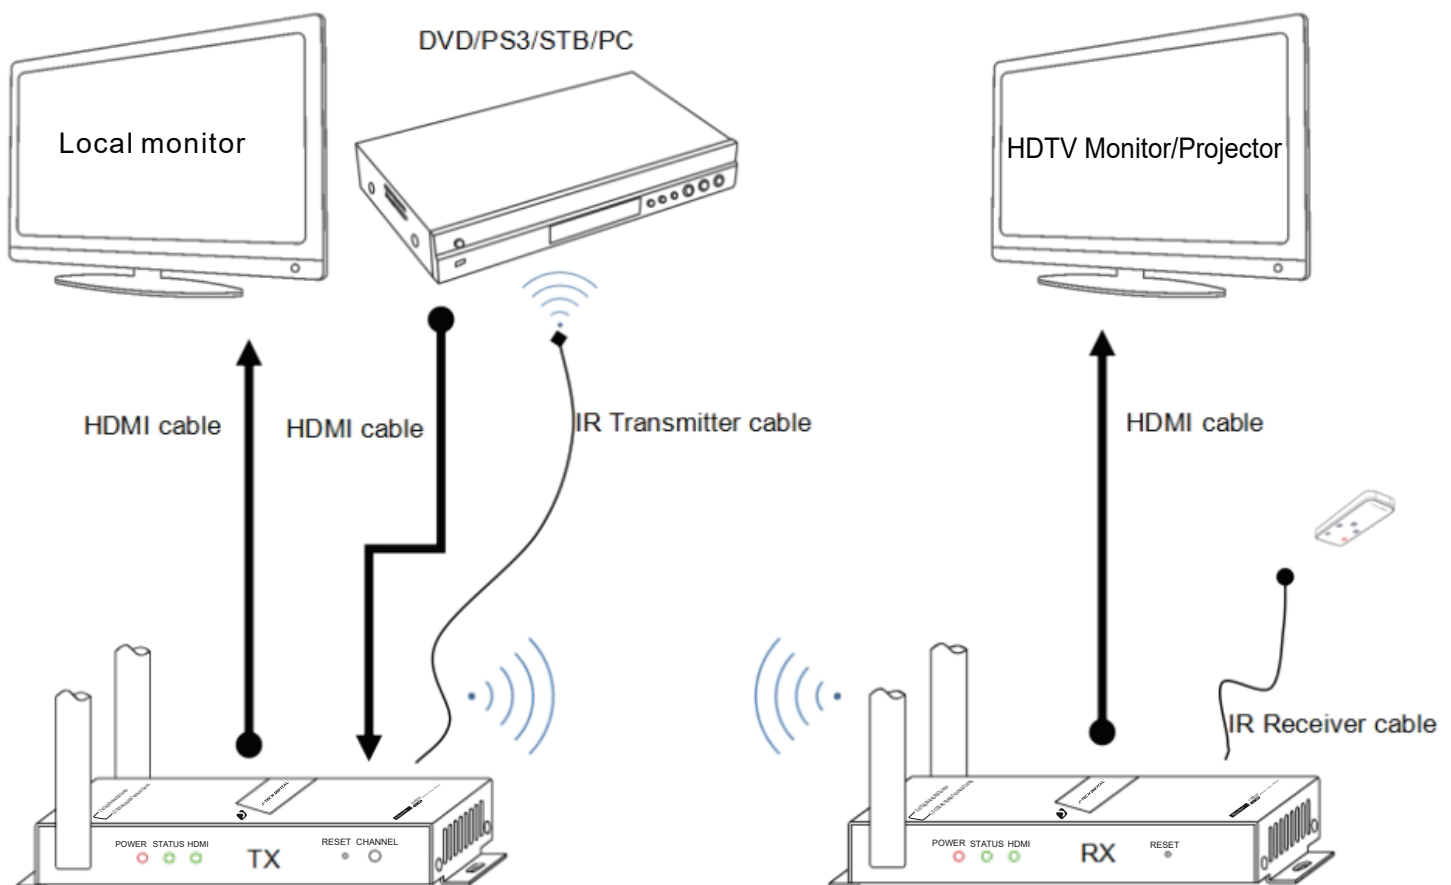 DVD/PS3/STB/PC
Local monitor
HDTV Monitor/Projector
HDMI cable
HDMI cable
IR Transmitter cable
HDMI cable
IR Receiver cable
POWER STATUS HDMI
TX
RESET CHANNEL
POWER STATUS HDMI
RX
RESET